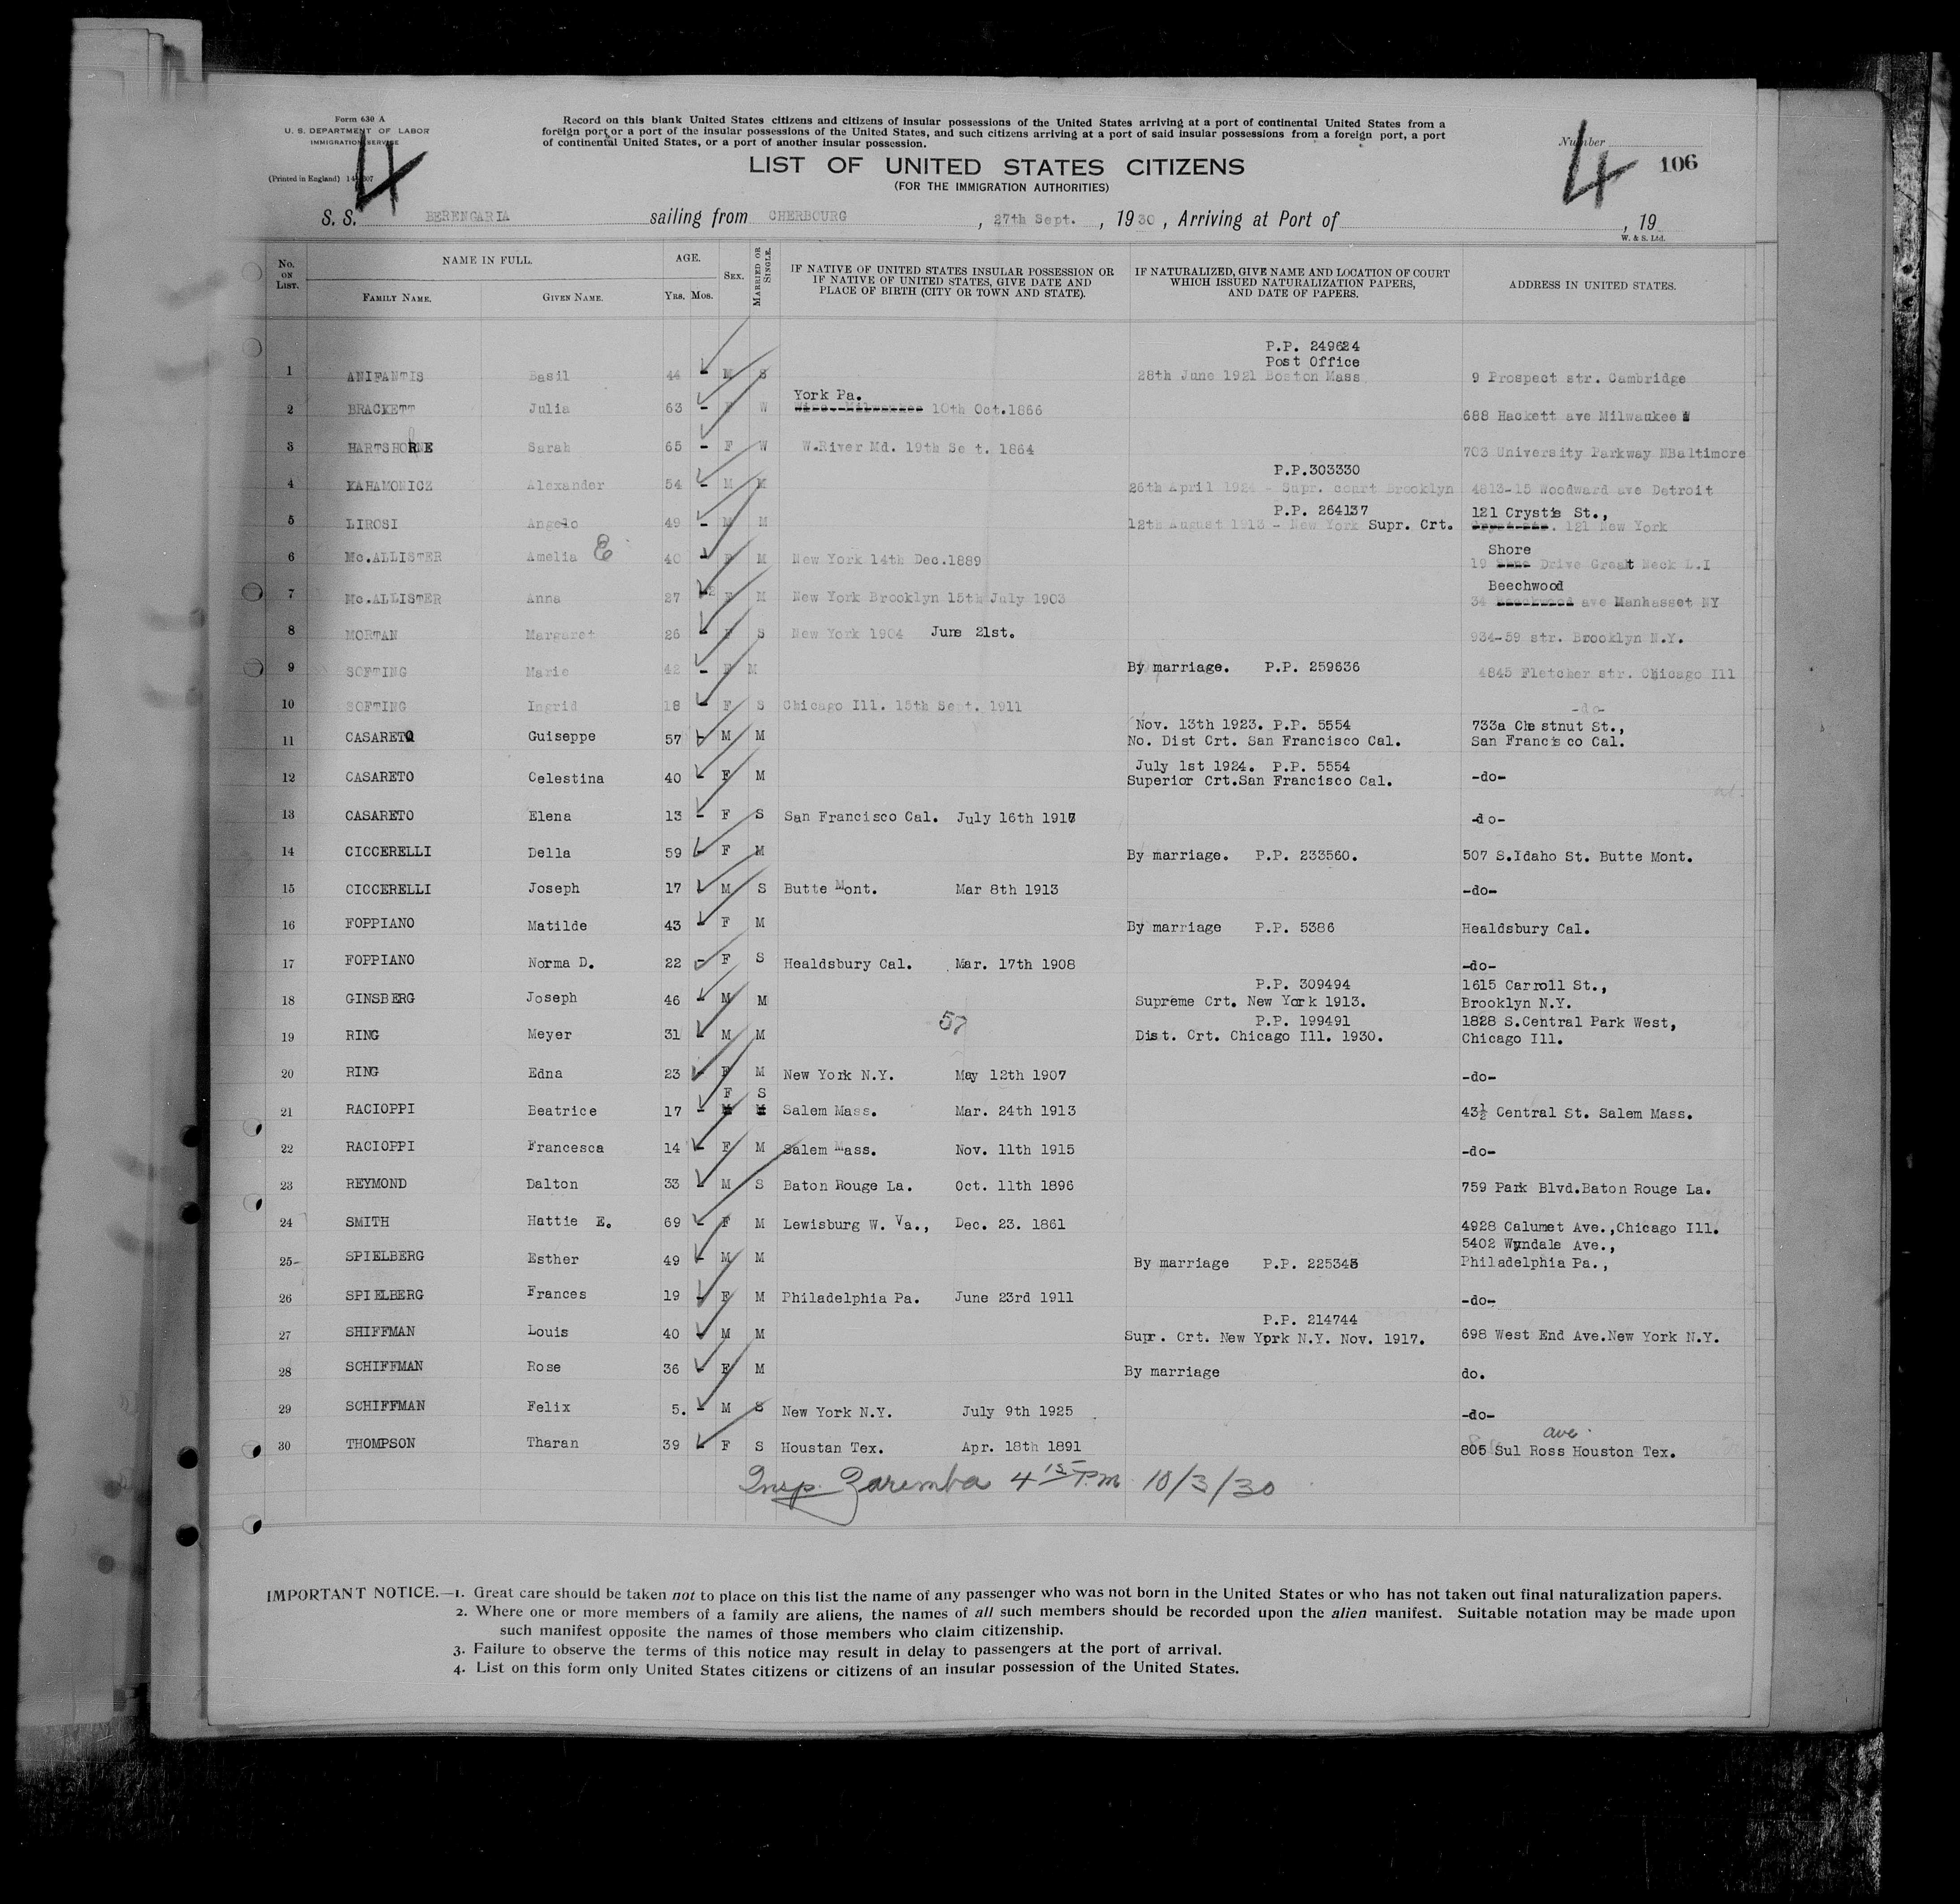 Form 630 A
U. S. DEPARTMENT OF LABOR
IMMIGRATION SERVICE
(Printed in England)
4
Record on this blank United States citizens and citizens of insular possessions of the United States arriving at a port of continental United States from a
foreign port or a port of the insular possessions of the United States, and such citizens arriving at a port of said insular possessions from a foreign port, a port
of continental United States, or a port of another insular possession.
LIST OF UNITED STATES CITIZENS
(FOR THE IMMIGRATION AUTHORITIES)
Number
4 106
S. S. BERENGARIA sailing from CHERBOURG , 27th Sept. , 1930 , Arriving at Port of , 19
W. & S. Ltd.
No. ON LIST. NAME IN FULL. FAMILY NAME. GIVEN NAME. AGE. YRS. MOS. SEX. MARRIED OR SINGLE. IF NATIVE OF UNITED STATES INSULAR POSSESSION OR IF NATIVE OF UNITED STATES, GIVE DATE AND PLACE OF BIRTH (CITY OR TOWN AND STATE). IF NATURALIZED, GIVE NAME AND LOCATION OF COURT WHICH ISSUED NATURALIZATION PAPERS, AND DATE OF PAPERS. ADDRESS IN UNITED STATES.
P.P. 249624
Post Office
1 ANIFANTIS Basil 44 - M S 28th June 1921 Boston Mass 9 Prospect str. Cambridge
York Pa.
2 BRACKETT Julia 63 - F W Wisc. Milwaukee 10th Oct.1866 688 Hackett ave Milwaukee W
3 HARTSHORNE Sarah 65 - F W W.River Md. 19th Se t. 1864 703 University Parkway NBaltimore
P.P.303330
4 KAHAMONICZ Alexander 54 - M M 26th April 1924 - Supr. court Brooklyn 4813-15 Woodward ave Detroit
P.P. 264137 121 Crystie St.,
5 LIROSI Angelo 49 - M M 12th August 1913 - New York Supr. Crt. 121 New York
Shore
6 Mc.ALLISTER Amelia E 40 - F M New York 14th Dec.1889 19 Drive Great Neck L.I
Beechwood
7 Mc.ALLISTER Anna 27 - F M New York Brooklyn 15th July 1903 34 ave Manhasset NY
8 MORTAN Margaret 26 - F S New York 1904 June 21st. 934-59 str. Brooklyn N.Y.
9 SOFTING Marie 42 - F M By marriage. P.P. 259636 4845 Fletcher str. Chicago Ill
10 SOFTING Ingrid 18 - F S Chicago Ill. 15th Sept. 1911 -do-
Nov. 13th 1923. P.P. 5554 733a Chestnut St.,
11 CASARETO Guiseppe 57 - M M No. Dist Crt. San Francisco Cal. San Francisco Cal.
July 1st 1924. P.P. 5554
12 CASARETO Celestina 40 - F M Superior Crt.San Francisco Cal. -do-
13 CASARETO Elena 13 - F S San Francisco Cal. July 16th 1917 -do-
14 CICCERELLI Della 59 - F M By marriage. P.P. 233560. 507 S.Idaho St. Butte Mont.
15 CICCERELLI Joseph 17 - M S Butte Mont. Mar 8th 1913 -do-
16 FOPPIANO Matilde 43 - F M By marriage P.P. 5386 Healdsbury Cal.
17 FOPPIANO Norma D. 22 - F S Healdsbury Cal. Mar. 17th 1908 -do-
P.P. 309494 1615 Carroll St.,
18 GINSBERG Joseph 46 - M M Supreme Crt. New York 1913. Brooklyn N.Y.
57 P.P. 199491 1828 S.Central Park West,
19 RING Meyer 31 - M M Dist. Crt. Chicago Ill. 1930. Chicago Ill.
20 RING Edna 23 - F M New York N.Y. May 12th 1907 -do-
F S
21 RACIOPPI Beatrice 17 - M M Salem Mass. Mar. 24th 1913 43½ Central St. Salem Mass.
22 RACIOPPI Francesca 14 - F M Salem Mass. Nov. 11th 1915 -do-
23 REYMOND Dalton 33 - M S Baton Rouge La. Oct. 11th 1896 759 Park Blvd.Baton Rouge La.
24 SMITH Hattie E. 69 - F M Lewisburg W. Va., Dec. 23. 1861 4928 Calumet Ave.,Chicago Ill.
5402 Wyndale Ave.,
25- SPIELBERG Esther 49 - M M By marriage P.P. 225345 Philadelphia Pa.,
26 SPIELBERG Frances 19 - F M Philadelphia Pa. June 23rd 1911 -do-
P.P. 214744
27 SHIFFMAN Louis 40 - M M Supr. Crt. New Yprk N.Y. Nov. 1917. 698 West End Ave.New York N.Y.
28 SCHIFFMAN Rose 36 - F M By marriage do.
29 SCHIFFMAN Felix 5. - M S New York N.Y. July 9th 1925 -do-
ave.
30 THOMPSON Tharan 39 - F S Houstan Tex. Apr. 18th 1891 805 Sul Ross Houston Tex.
Insp. Zaremba 4 15 P.m 10/3/30
IMPORTANT NOTICE.—1. Great care should be taken not to place on this list the name of any passenger who was not born in the United States or who has not taken out final naturalization papers.
2. Where one or more members of a family are aliens, the names of all such members should be recorded upon the alien manifest. Suitable notation may be made upon
such manifest opposite the names of those members who claim citizenship.
3. Failure to observe the terms of this notice may result in delay to passengers at the port of arrival.
4. List on this form only United States citizens or citizens of an insular possession of the United States.